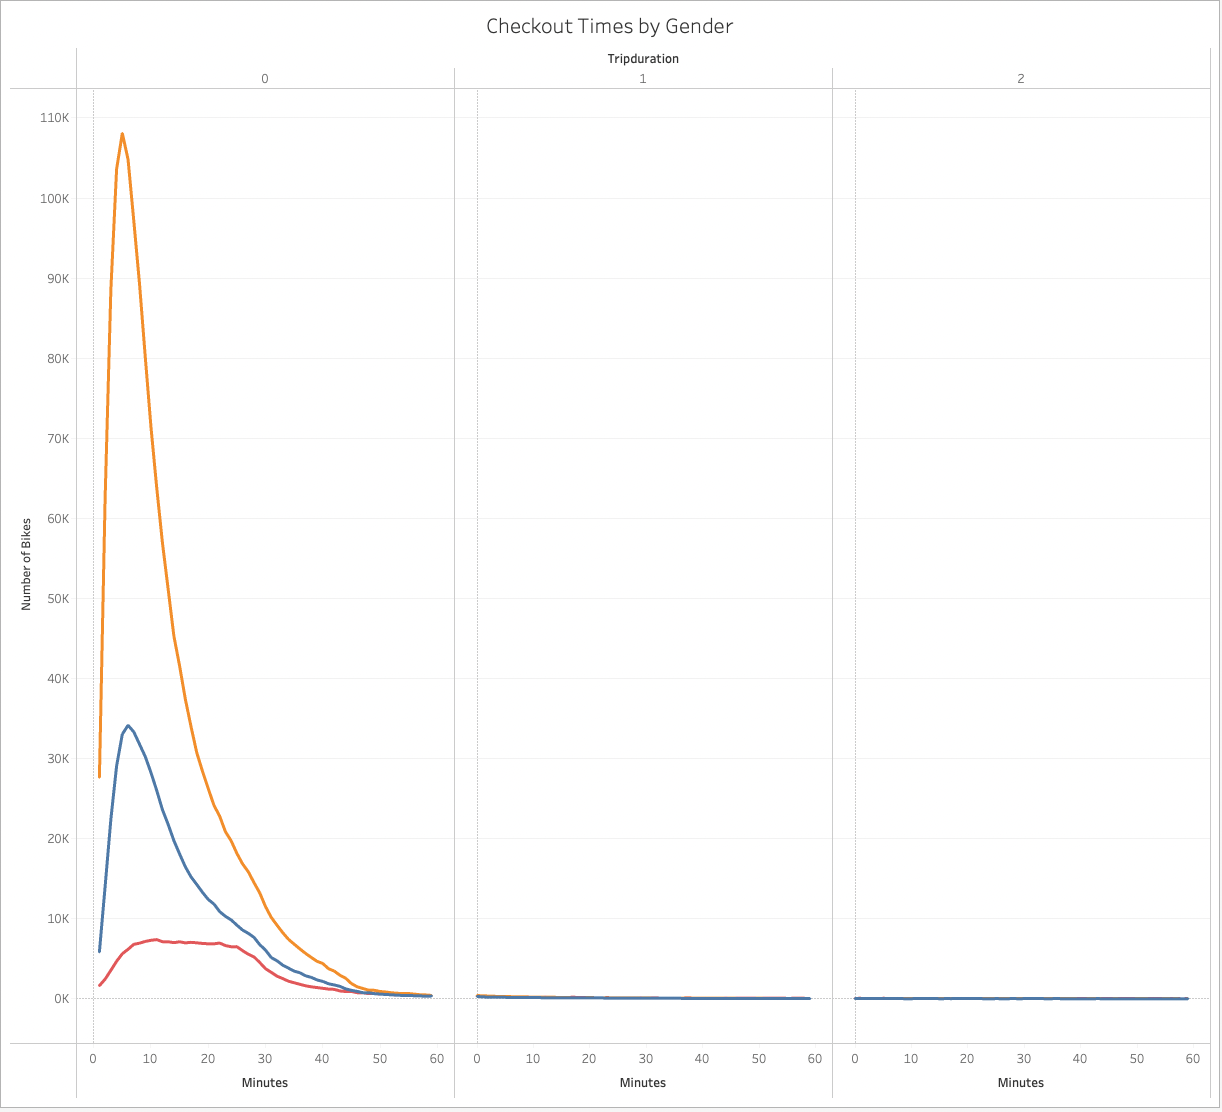 Checkout Times by Gender
Tripduration
0 1 2
110K
100K
90K
80K
70K
60K
50K
40K
30K
20K
10K
0K
Number of Bikes
0 10 20 30 40 50 60 0 10 20 30 40 50 60 0 10 20 30 40 50 60
Minutes Minutes Minutes